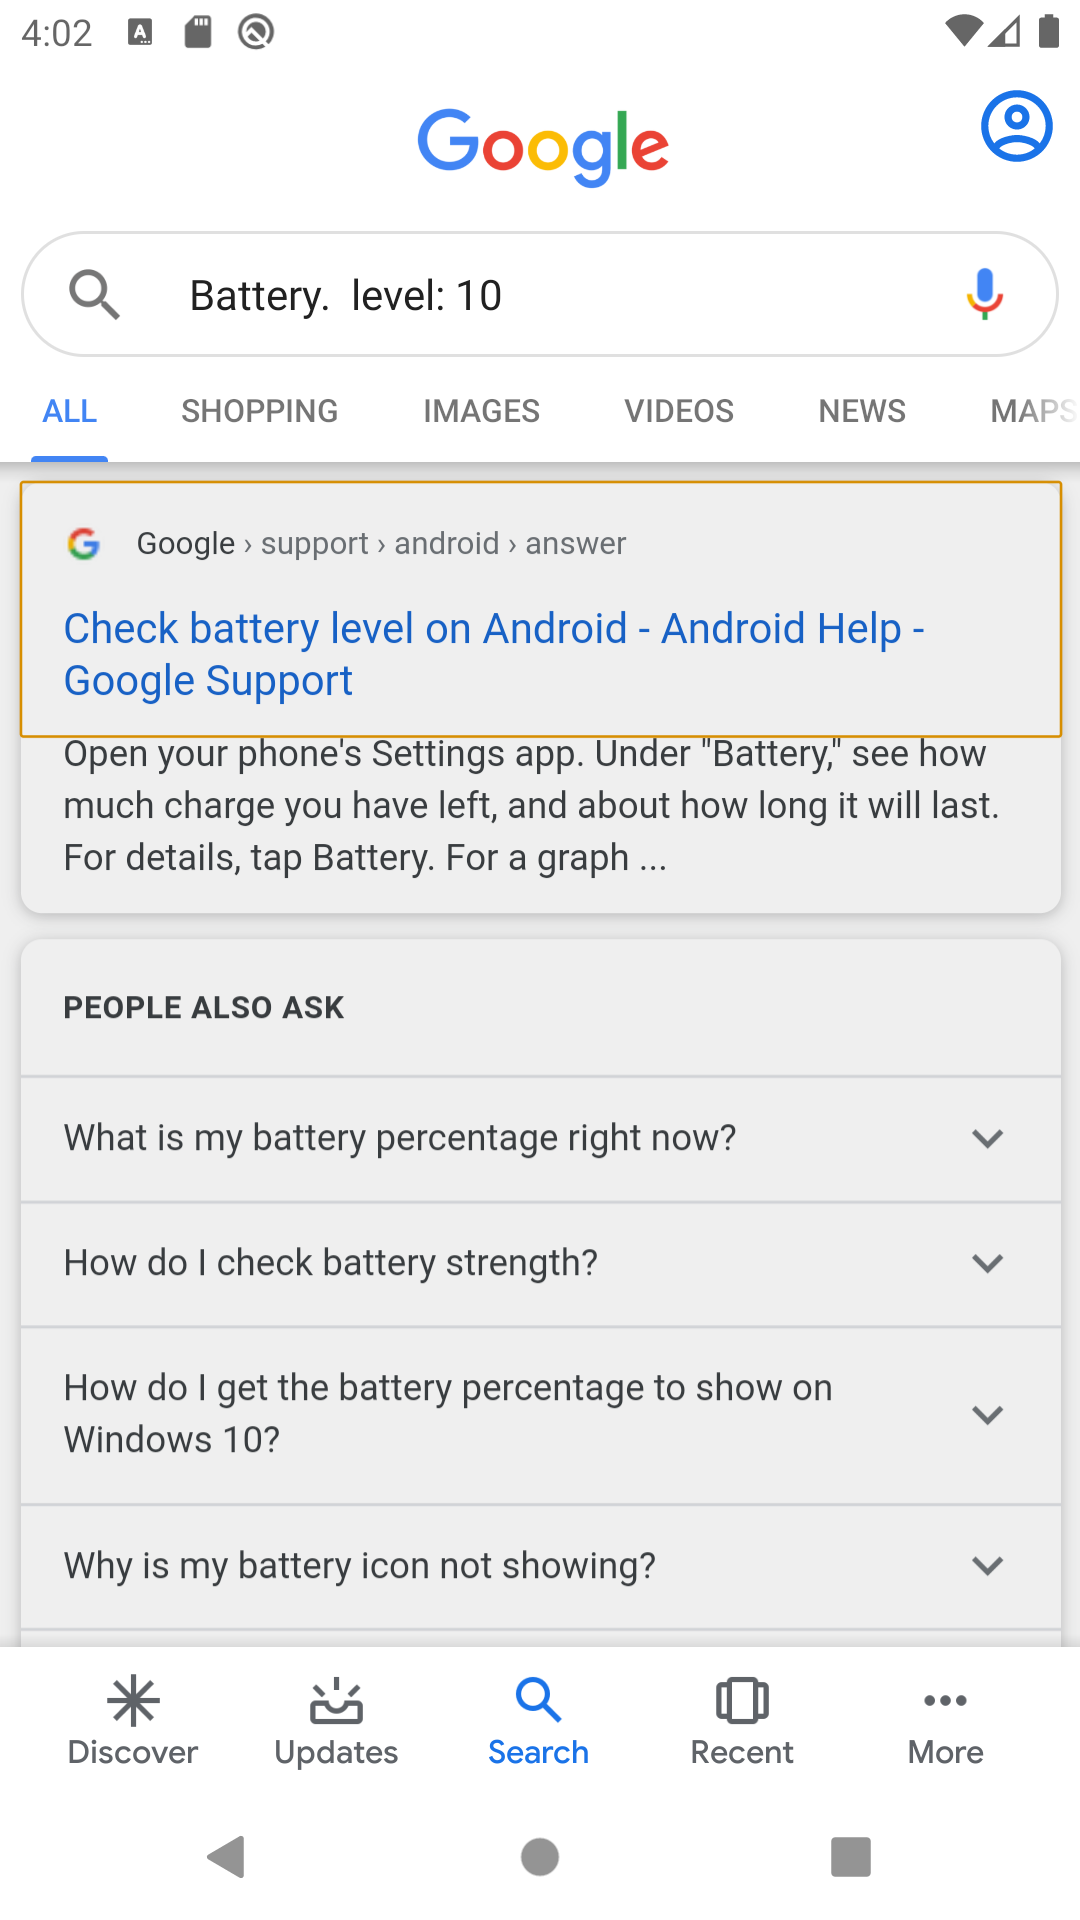 4:02
Google
Battery.  level: 10
ALL SHOPPING IMAGES VIDEOS NEWS MAPS
Google › support › android › answer
Check battery level on Android - Android Help -
Google Support
Open your phone's Settings app. Under "Battery," see how
much charge you have left, and about how long it will last.
For details, tap Battery. For a graph ...
PEOPLE ALSO ASK
What is my battery percentage right now?
How do I check battery strength?
How do I get the battery percentage to show on
Windows 10?
Why is my battery icon not showing?
Discover Updates Search Recent More